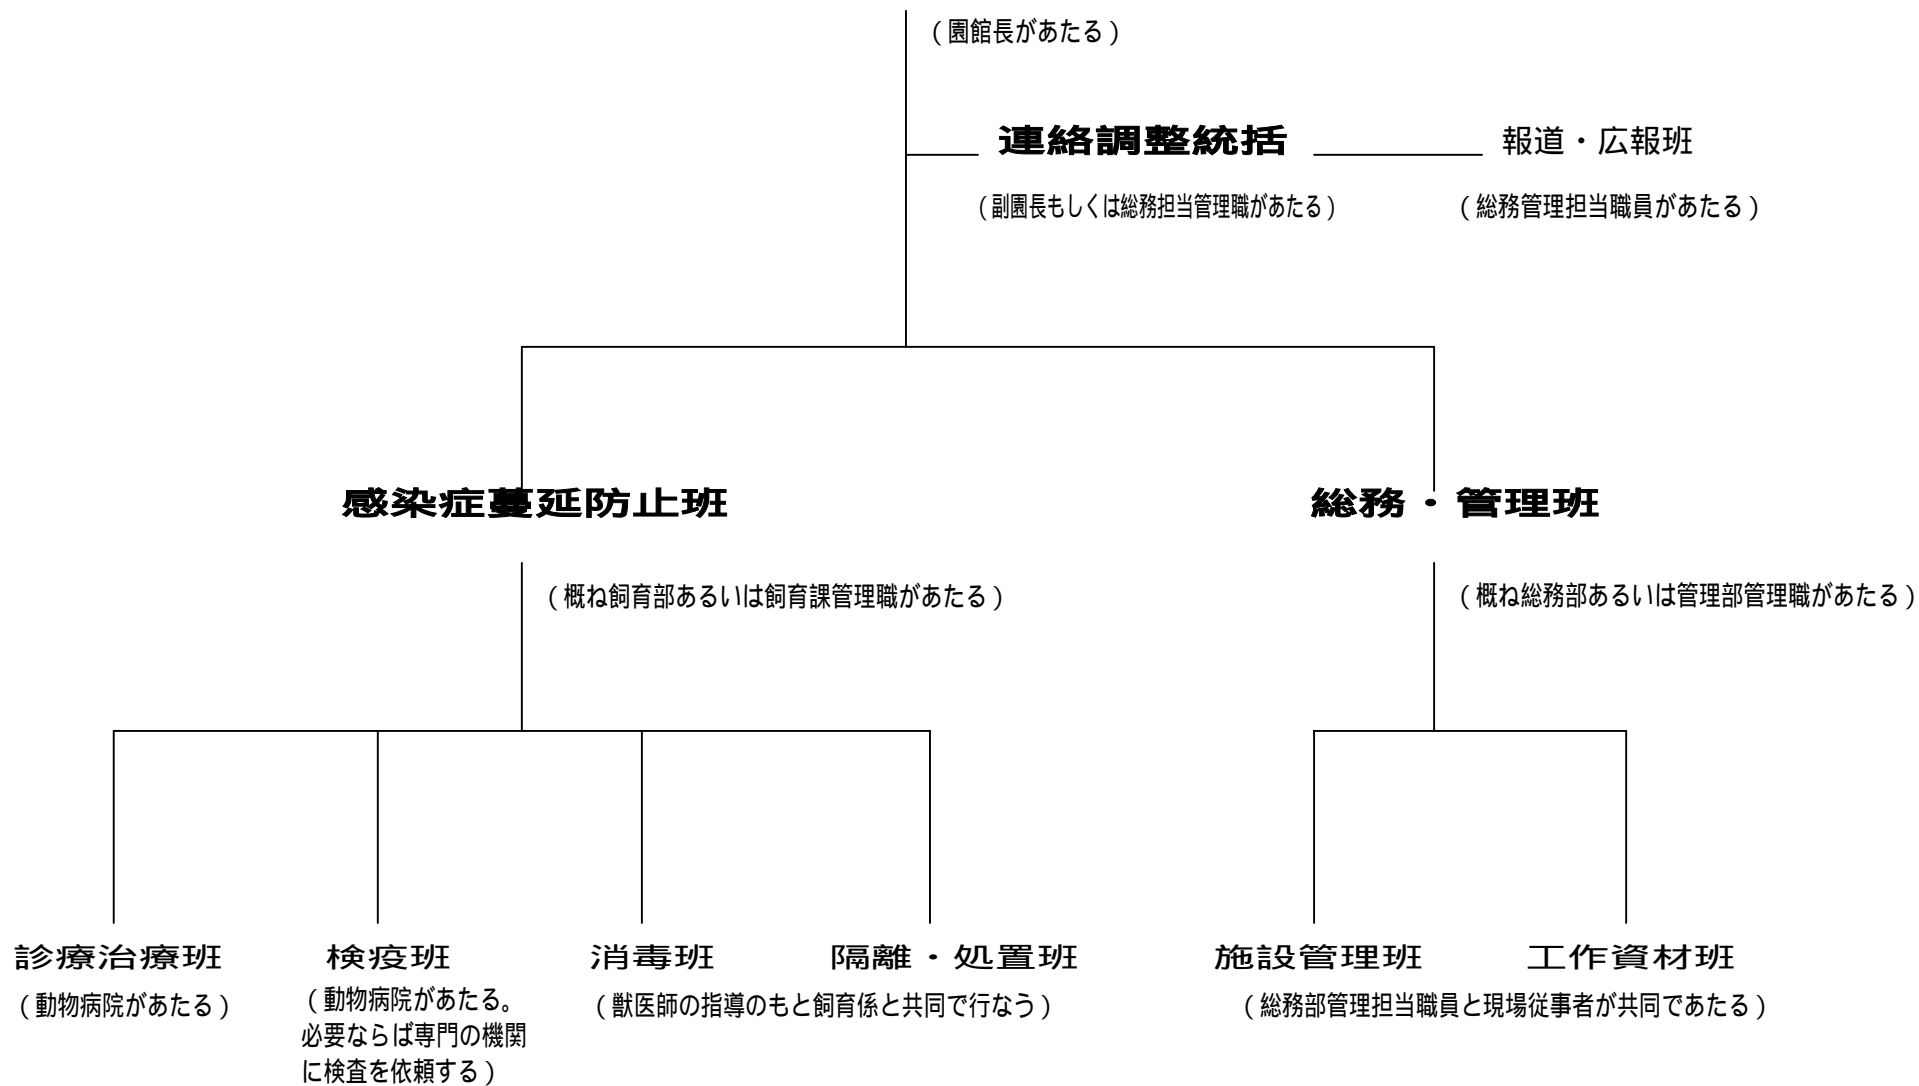 （園館長があたる）
連絡調整統括
報道・広報班
（副園長もしくは総務担当管理職があたる）
（総務管理担当職員があたる）
感染症蔓延防止班
総務・管理班
（概ね飼育部あるいは飼育課管理職があたる）
（概ね総務部あるいは管理部管理職があたる）
診療治療班
検疫班
消毒班
隔離・処置班
施設管理班
工作資材班
（動物病院があたる）
（動物病院があたる。
必要ならば専門の機関
に検査を依頼する）
（獣医師の指導のもと飼育係と共同で行なう）
（総務部管理担当職員と現場従事者が共同であたる）